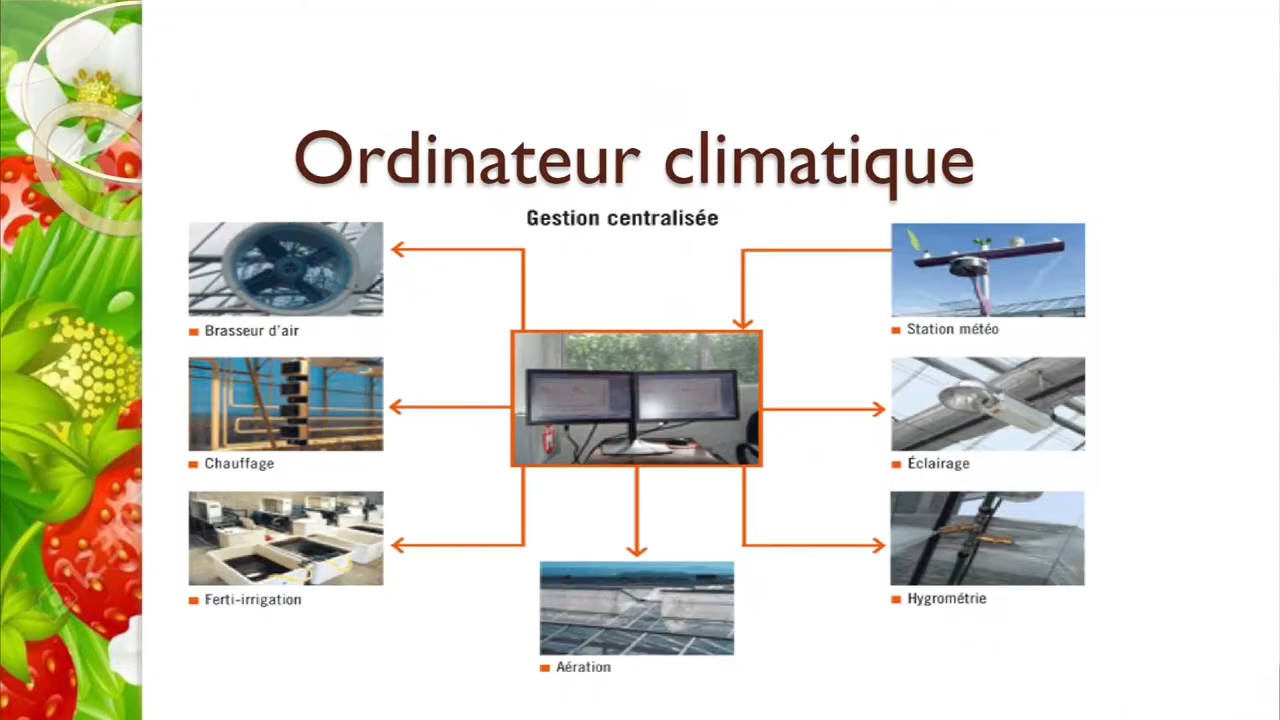 Ordinateur climatique
Gestion centralisée
Brasseur d'air
Station météo
Chauffage
Éclairage
Ferti-irrigation
Hygrométrie
Aération